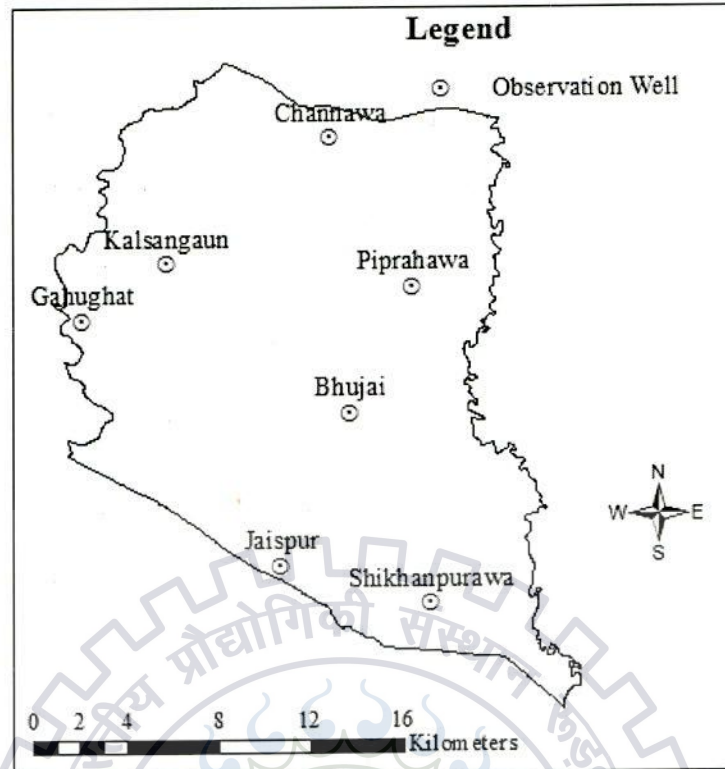 Legend
Observation Well
Channawa
Kalsangaun
Piprahawa
Gahughat
Bhujai
N
W E
S
Jaispur
Shikhanpurawa
0 2 4 8 12 16
Kilometers
प्रौद्योगिकी संस्थान